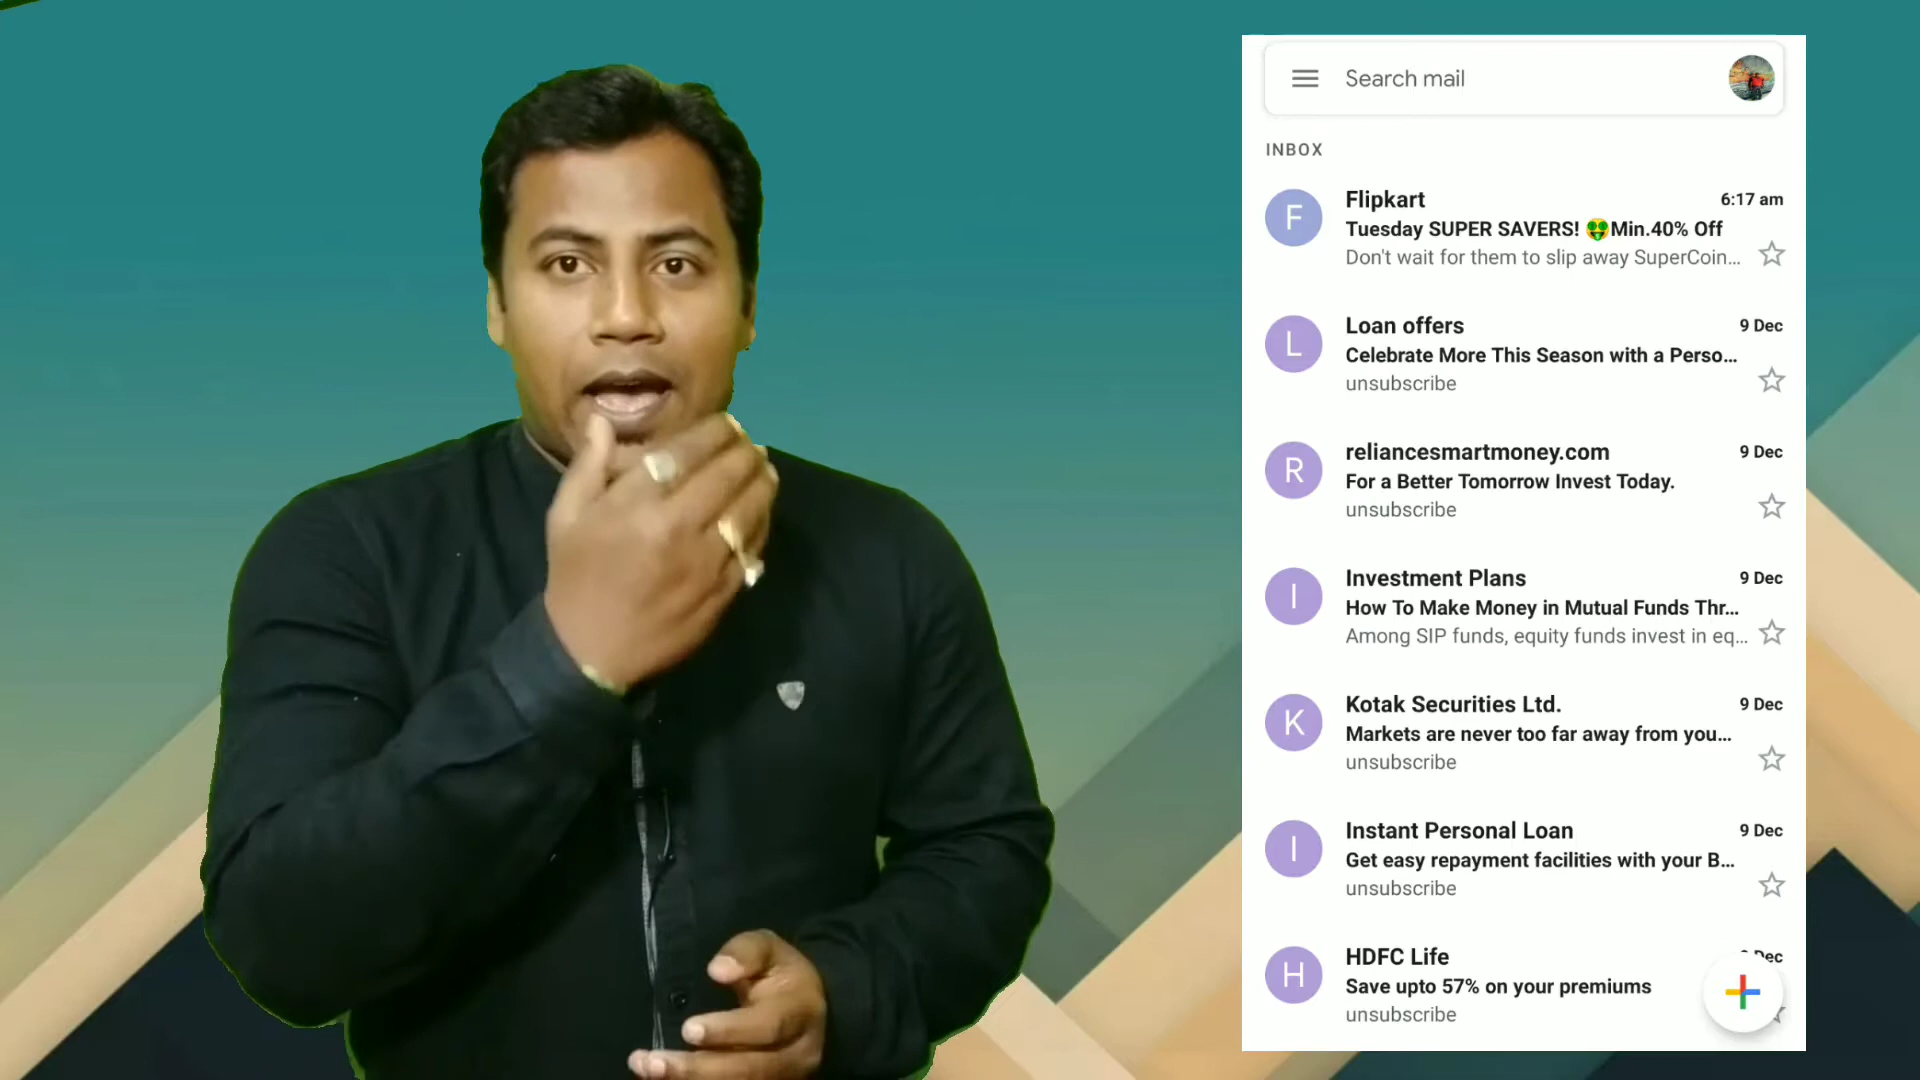 Search mail
INBOX
F
Flipkart
6:17 am
Tuesday SUPER SAVERS! 🤑Min.40% Off
Don't wait for them to slip away SuperCoin...
L
Loan offers
9 Dec
Celebrate More This Season with a Perso...
unsubscribe
R
reliancesmartmoney.com
9 Dec
For a Better Tomorrow Invest Today.
unsubscribe
I
Investment Plans
9 Dec
How To Make Money in Mutual Funds Thr...
Among SIP funds, equity funds invest in eq...
K
Kotak Securities Ltd.
9 Dec
Markets are never too far away from you...
unsubscribe
I
Instant Personal Loan
9 Dec
Get easy repayment facilities with your B...
unsubscribe
H
HDFC Life
Dec
Save upto 57% on your premiums
unsubscribe